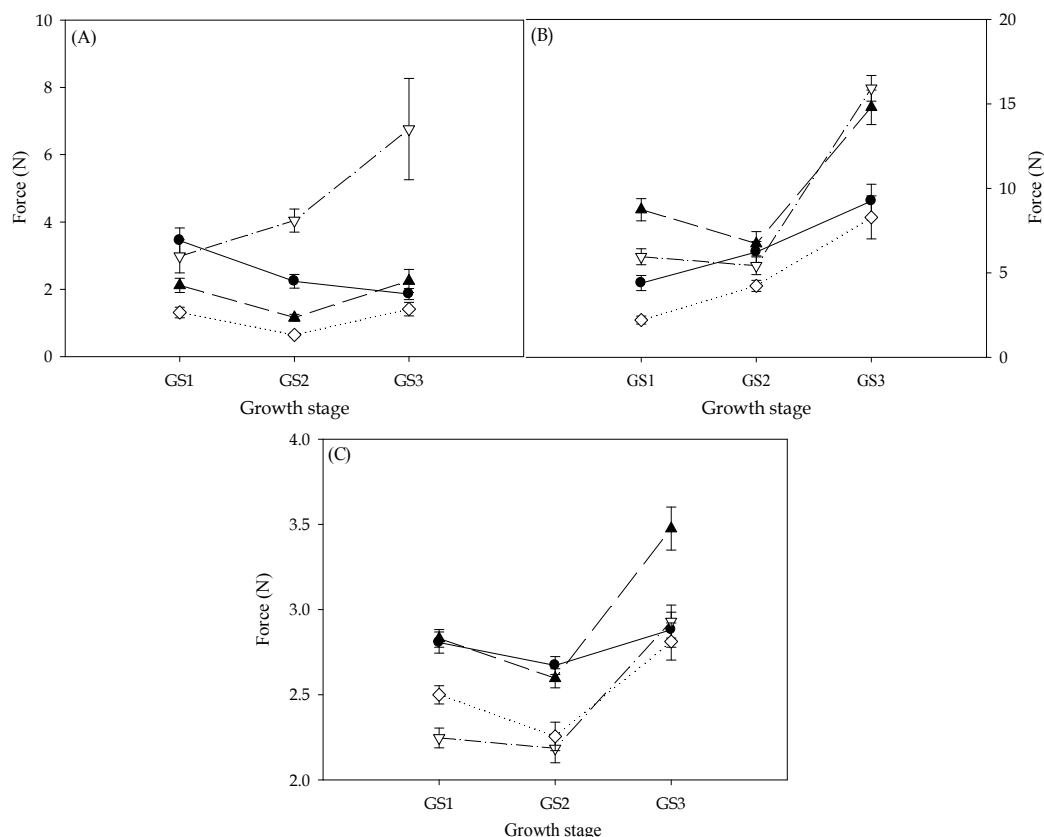 (A)
10
8
6
4
2
0
Force (N)
GS1 GS2 GS3
Growth stage
(B)
20
15
10
5
0
Force (N)
GS1 GS2 GS3
Growth stage
(C)
4.0
3.5
3.0
2.5
2.0
Force (N)
GS1 GS2 GS3
Growth stage